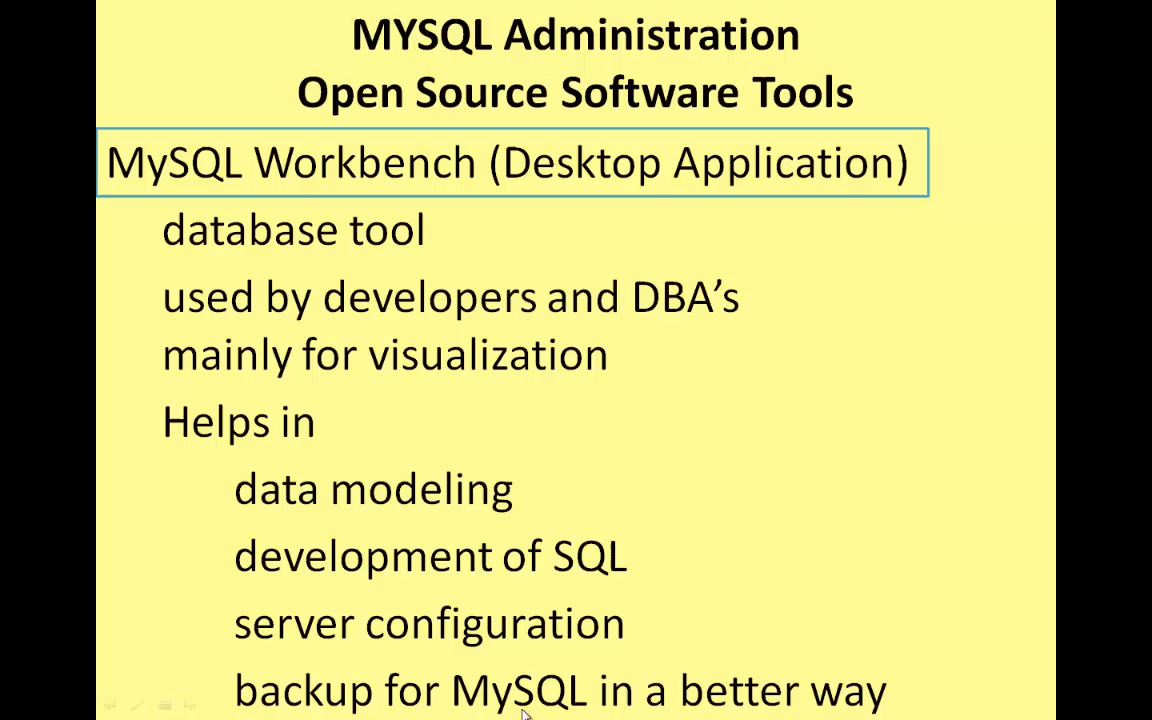 MYSQL Administration
Open Source Software Tools
MySQL Workbench (Desktop Application)
database tool
used by developers and DBA’s
mainly for visualization
Helps in
data modeling
development of SQL
server configuration
backup for MySQL in a better way